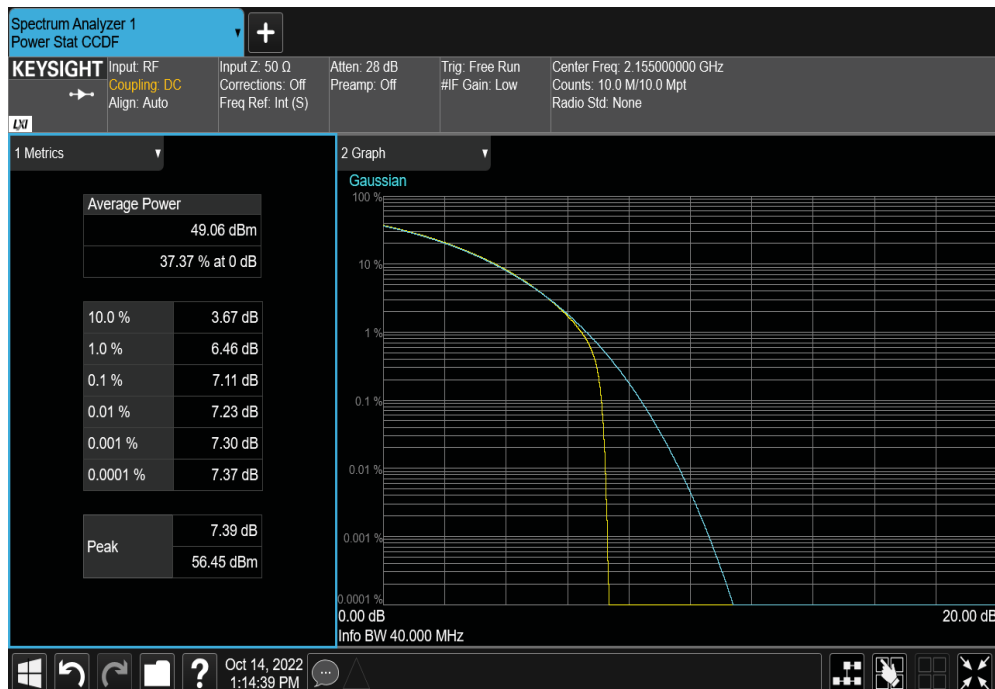 Spectrum Analyzer 1
Power Stat CCDF
+
KEYSIGHT
LXI
Input: RF
Coupling: DC
Align: Auto
Input Z: 50 Ω
Corrections: Off
Freq Ref: Int (S)
Atten: 28 dB
Preamp: Off
Trig: Free Run
#IF Gain: Low
Center Freq: 2.155000000 GHz
Counts: 10.0 M/10.0 Mpt
Radio Std: None
1 Metrics
Average Power
49.06 dBm
37.37 % at 0 dB
10.0 % 3.67 dB
1.0 % 6.46 dB
0.1 % 7.11 dB
0.01 % 7.23 dB
0.001 % 7.30 dB
0.0001 % 7.37 dB
Peak
7.39 dB
56.45 dBm
2 Graph
Gaussian
100 %
10 %
1 %
0.1 %
0.01 %
0.001 %
0.0001 %
0.00 dB 20.00 dB
Info BW 40.000 MHz
?
Oct 14, 2022
1:14:39 PM